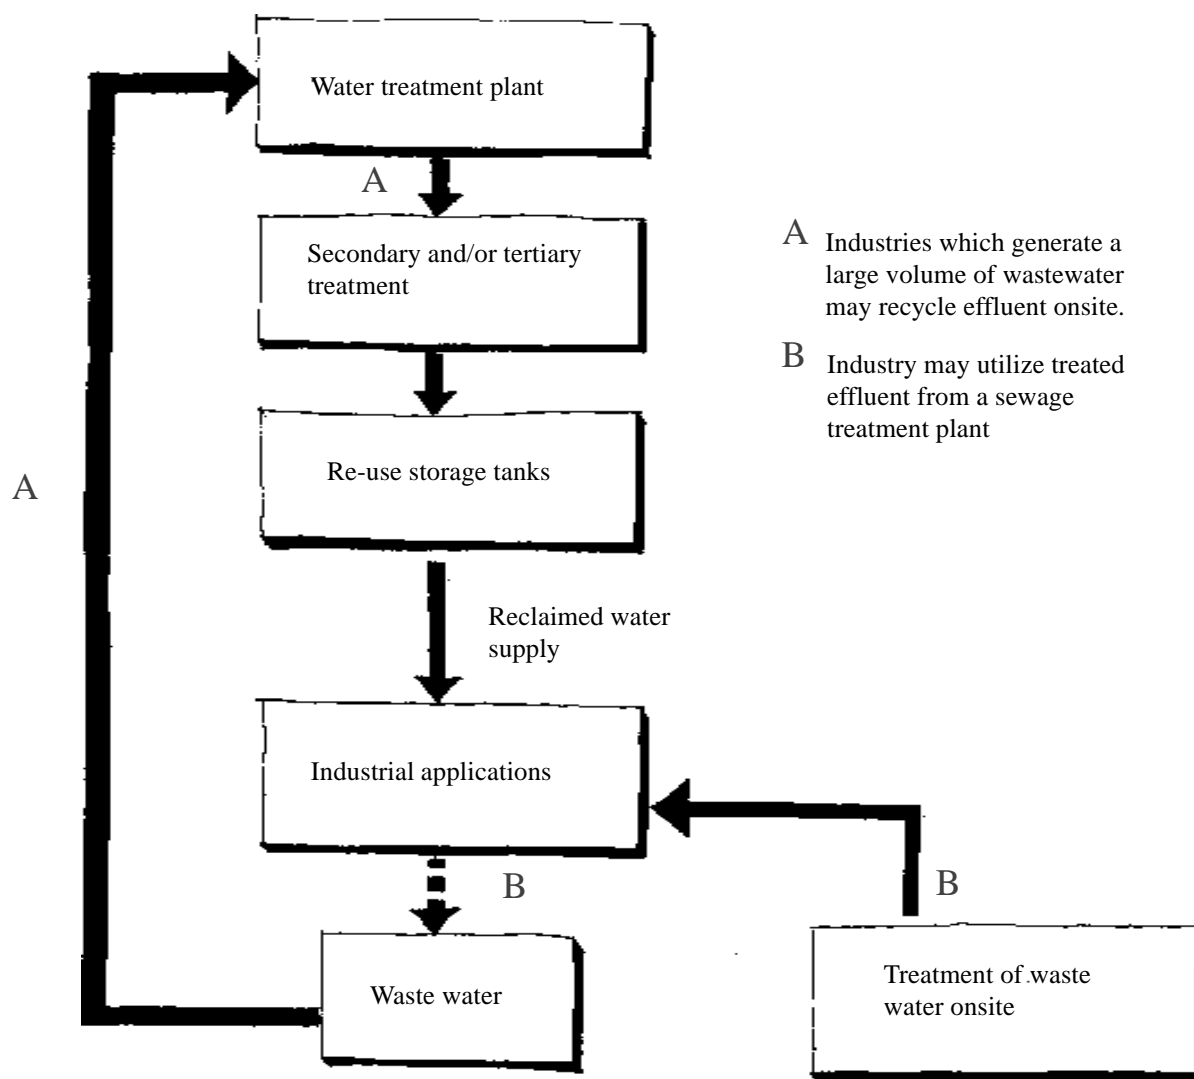 Water treatment plant
A
Secondary and/or tertiary
treatment
A Industries which generate a
large volume of wastewater
may recycle effluent onsite.
B Industry may utilize treated
effluent from a sewage
treatment plant
Re-use storage tanks
A
Reclaimed water
supply
Industrial applications
B
B
Waste water
Treatment of waste
water onsite